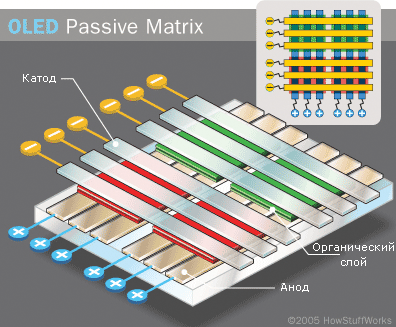 OLED Passive Matrix
Катод
Органический
слой
Анод
©2005 HowStuffWorks